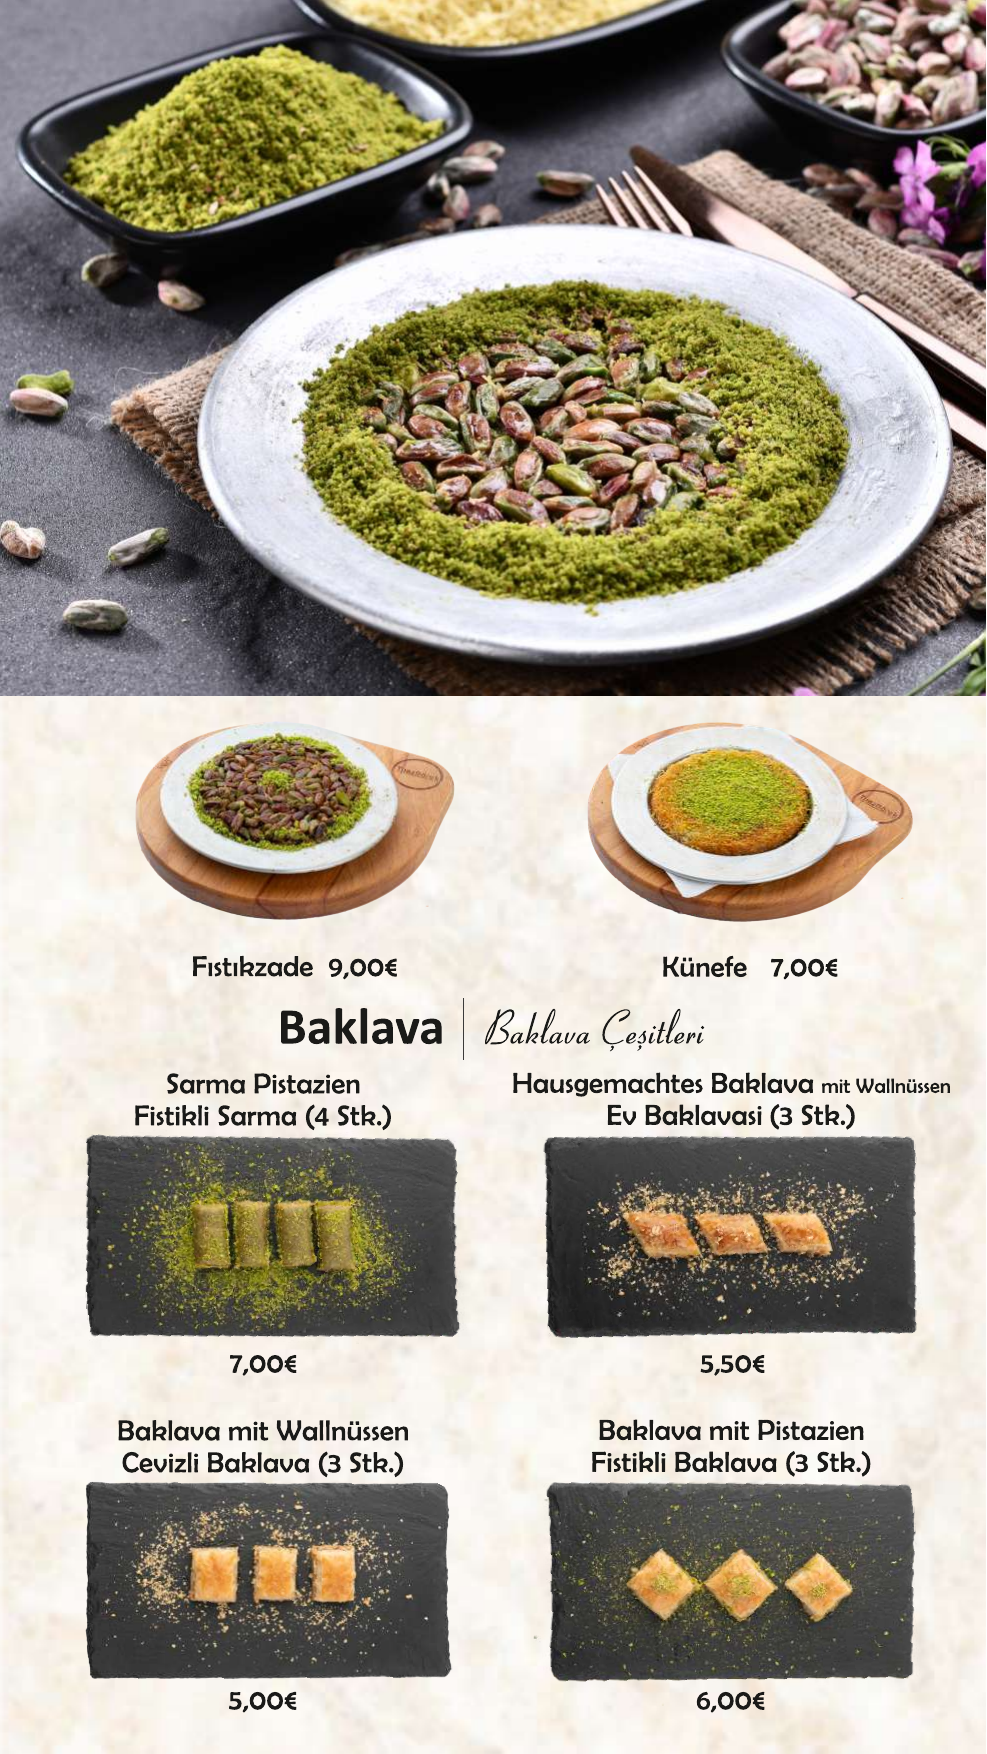 Fıstıkzade 9,00€
Künefe 7,00€
Baklava
Baklava Çeşitleri
Sarma Pistazien
Fistikli Sarma (4 Stk.)
Hausgemachtes Baklava mit Wallnüssen
Ev Baklavasi (3 Stk.)
7,00€
5,50€
Baklava mit Wallnüssen
Cevizli Baklava (3 Stk.)
Baklava mit Pistazien
Fistikli Baklava (3 Stk.)
5,00€
6,00€